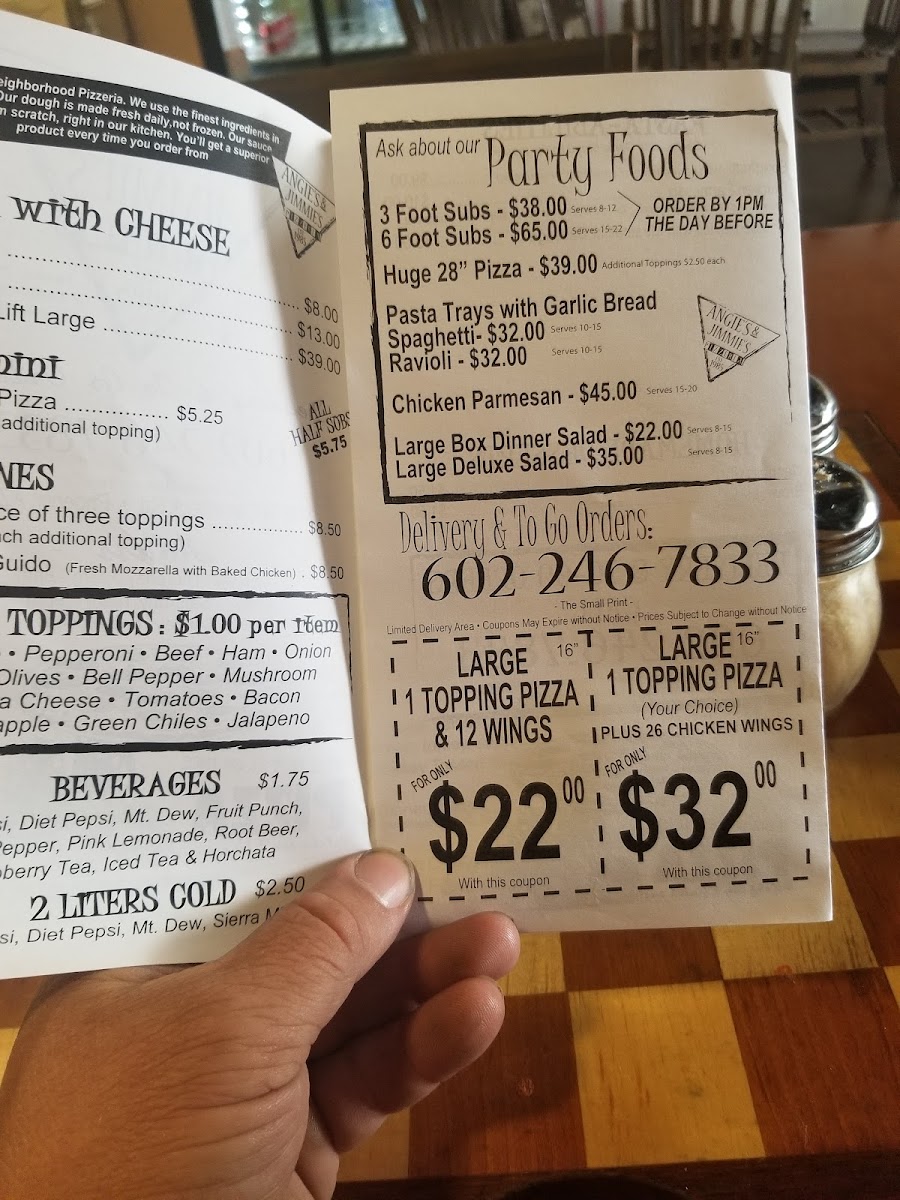 eighborhood Pizzeria. We use the finest ingredients in
Our dough is made fresh daily, not frozen. Our sauce
m scratch, right in our kitchen. You'll get a superior
product every time you order from
ANGIE'S &
JIMMIE'S
with CHEESE
$8.00
$13.00
Lift Large $39.00
ini
Pizza $5.25
additional topping)
ALL
HALF SUBS
$5.75
NES
ce of three toppings $8.50
ch additional topping)
Guido (Fresh Mozzarella with Baked Chicken) . $8.50
TOPPINGS: $1.00 per Item
• Pepperoni • Beef • Ham • Onion
Olives • Bell Pepper • Mushroom
a Cheese • Tomatoes • Bacon
apple • Green Chiles • Jalapeno
BEVERAGES $1.75
si, Diet Pepsi, Mt. Dew, Fruit Punch,
Pepper, Pink Lemonade, Root Beer,
berry Tea, Iced Tea & Horchata
2 LITERS COLD $2.50
si, Diet Pepsi, Mt. Dew, Sierra M
Ask about our Party Foods
3 Foot Subs - $38.00 Serves 8-12
6 Foot Subs - $65.00 Serves 15-22
ORDER BY 1PM
THE DAY BEFORE
Huge 28" Pizza - $39.00 Additional Toppings $2.50 each
Pasta Trays with Garlic Bread
Spaghetti- $32.00 Serves 10-15
Ravioli - $32.00 Serves 10-15
ANGIE'S &
JIMMIE'S
Chicken Parmesan - $45.00 Serves 15-20
Large Box Dinner Salad - $22.00 Serves 8-15
Large Deluxe Salad - $35.00 Serves 8-15
Delivery & To Go Orders:
602-246-7833
- The Small Print -
Limited Delivery Area • Coupons May Expire without Notice • Prices Subject to Change without Notice
LARGE 16"
1 TOPPING PIZZA
& 12 WINGS
FOR ONLY
$22.00
With this coupon
LARGE 16"
1 TOPPING PIZZA
(Your Choice)
PLUS 26 CHICKEN WINGS
FOR ONLY
$32.00
With this coupon